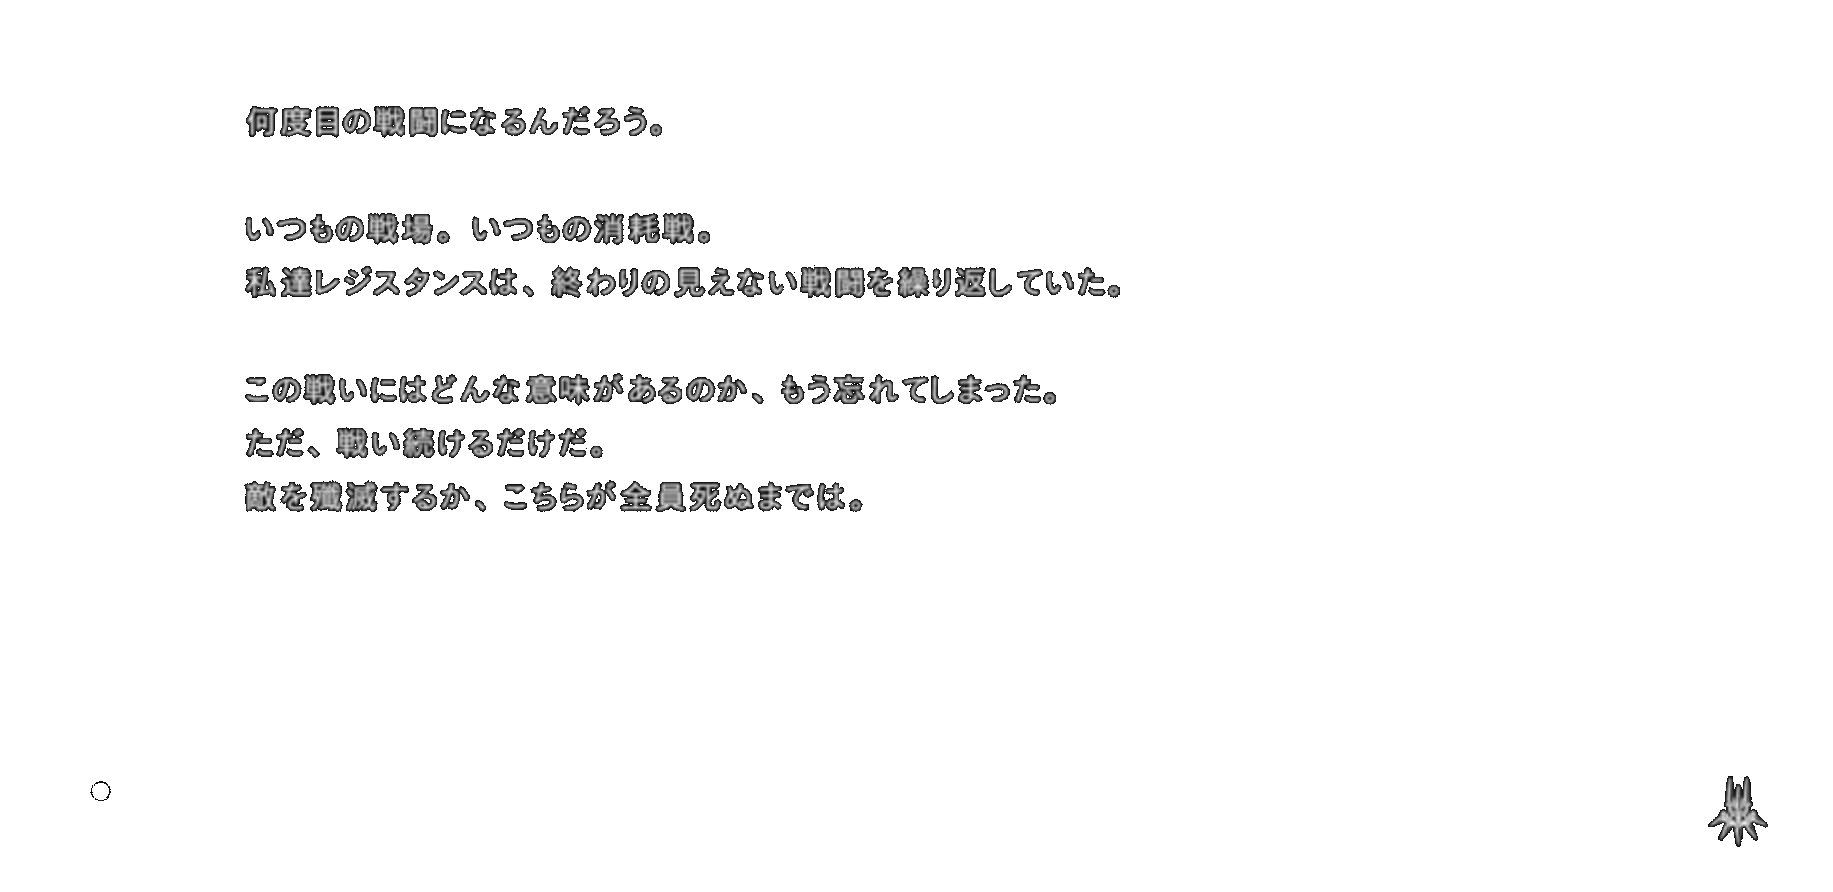 何度目の戦闘になるんだろう。
いつもの戦場。いつもの消耗戦。
私達レジスタンスは、終わりの見えない戦闘を繰り返していた。
この戦いにはどんな意味があるのか、もう忘れてしまった。
ただ、戦い続けるだけだ。
敵を殲滅するか、こちらが全員死ぬまでは。